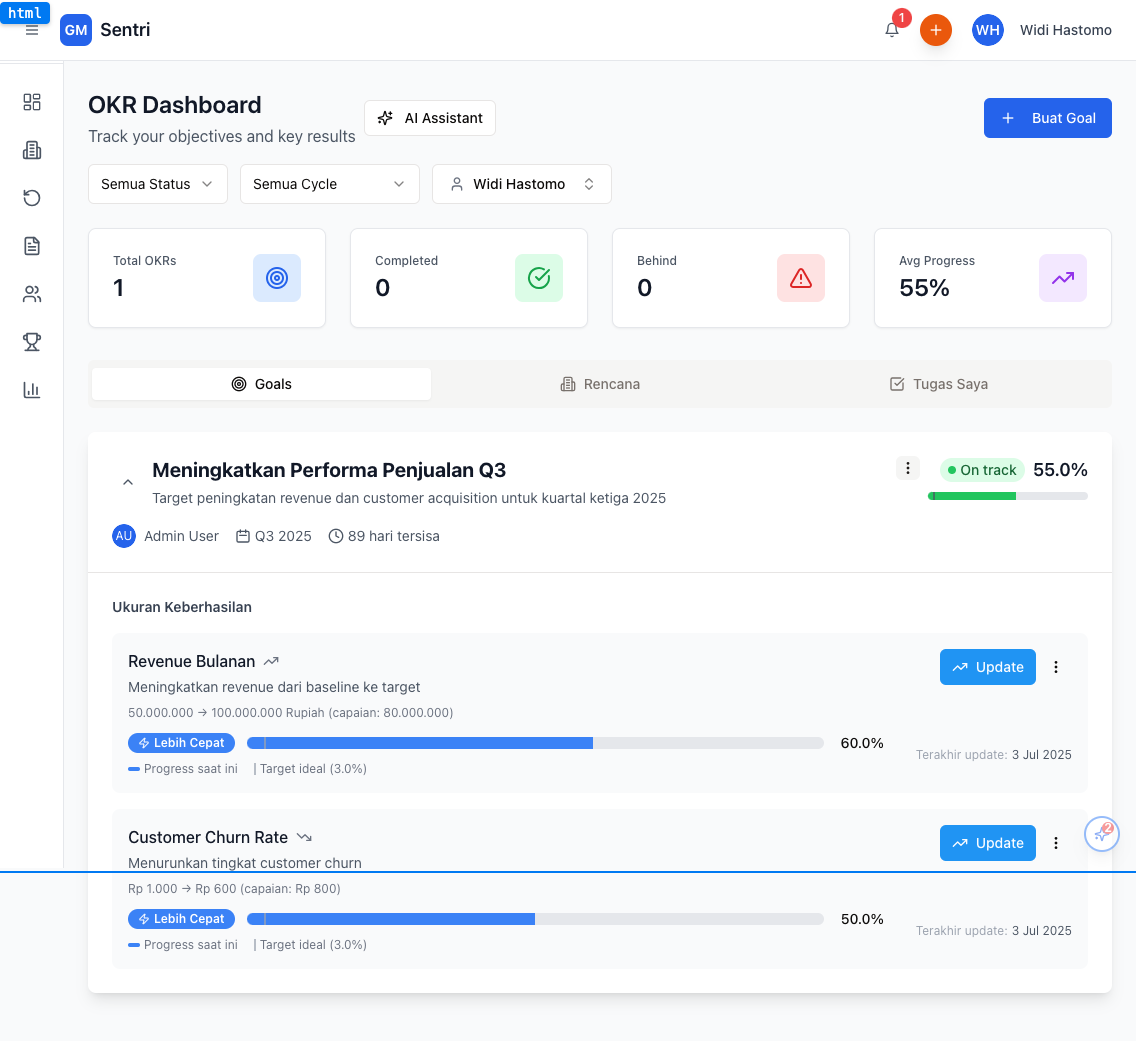 html
GM Sentri
1
WH Widi Hastomo
OKR Dashboard
Track your objectives and key results
AI Assistant
Buat Goal
Semua Status
Semua Cycle
Widi Hastomo
Total OKRs
1
Completed
0
Behind
0
Avg Progress
55%
Goals
Rencana
Tugas Saya
Meningkatkan Performa Penjualan Q3
On track 55.0%
Target peningkatan revenue dan customer acquisition untuk kuartal ketiga 2025
AU Admin User Q3 2025 89 hari tersisa
Ukuran Keberhasilan
Revenue Bulanan
Update
Meningkatkan revenue dari baseline ke target
50.000.000 → 100.000.000 Rupiah (capaian: 80.000.000)
Lebih Cepat 60.0%
Terakhir update: 3 Jul 2025
Progress saat ini | Target ideal (3.0%)
Customer Churn Rate
Update
2
Menurunkan tingkat customer churn
Rp 1.000 → Rp 600 (capaian: Rp 800)
Lebih Cepat 50.0%
Terakhir update: 3 Jul 2025
Progress saat ini | Target ideal (3.0%)